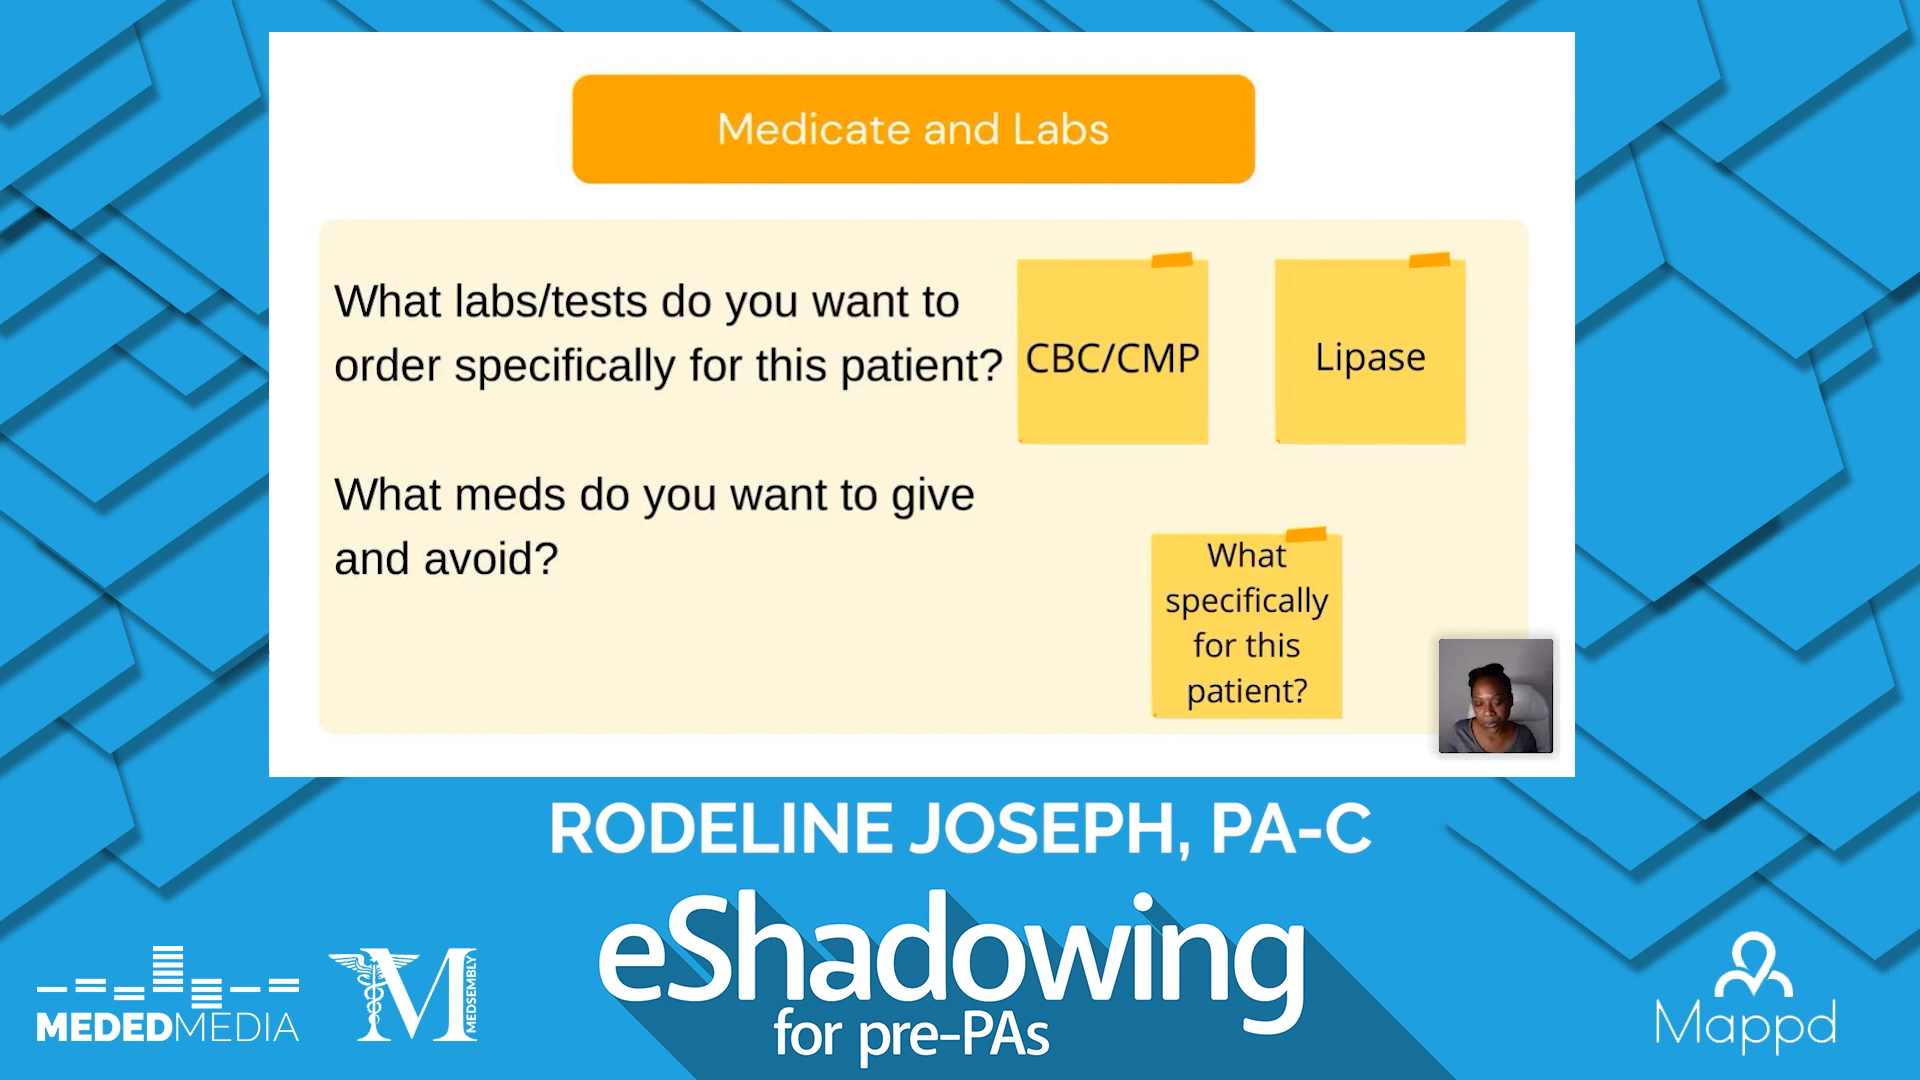 Medicate and Labs
What labs/tests do you want to
order specifically for this patient?
CBC/CMP
Lipase
What meds do you want to give
and avoid?
What
specifically
for this
patient?
RODELINE JOSEPH, PA-C
eShadowing
for pre-PAs
MEDEDMEDIA
M
MEDSEMBLY
Mappd